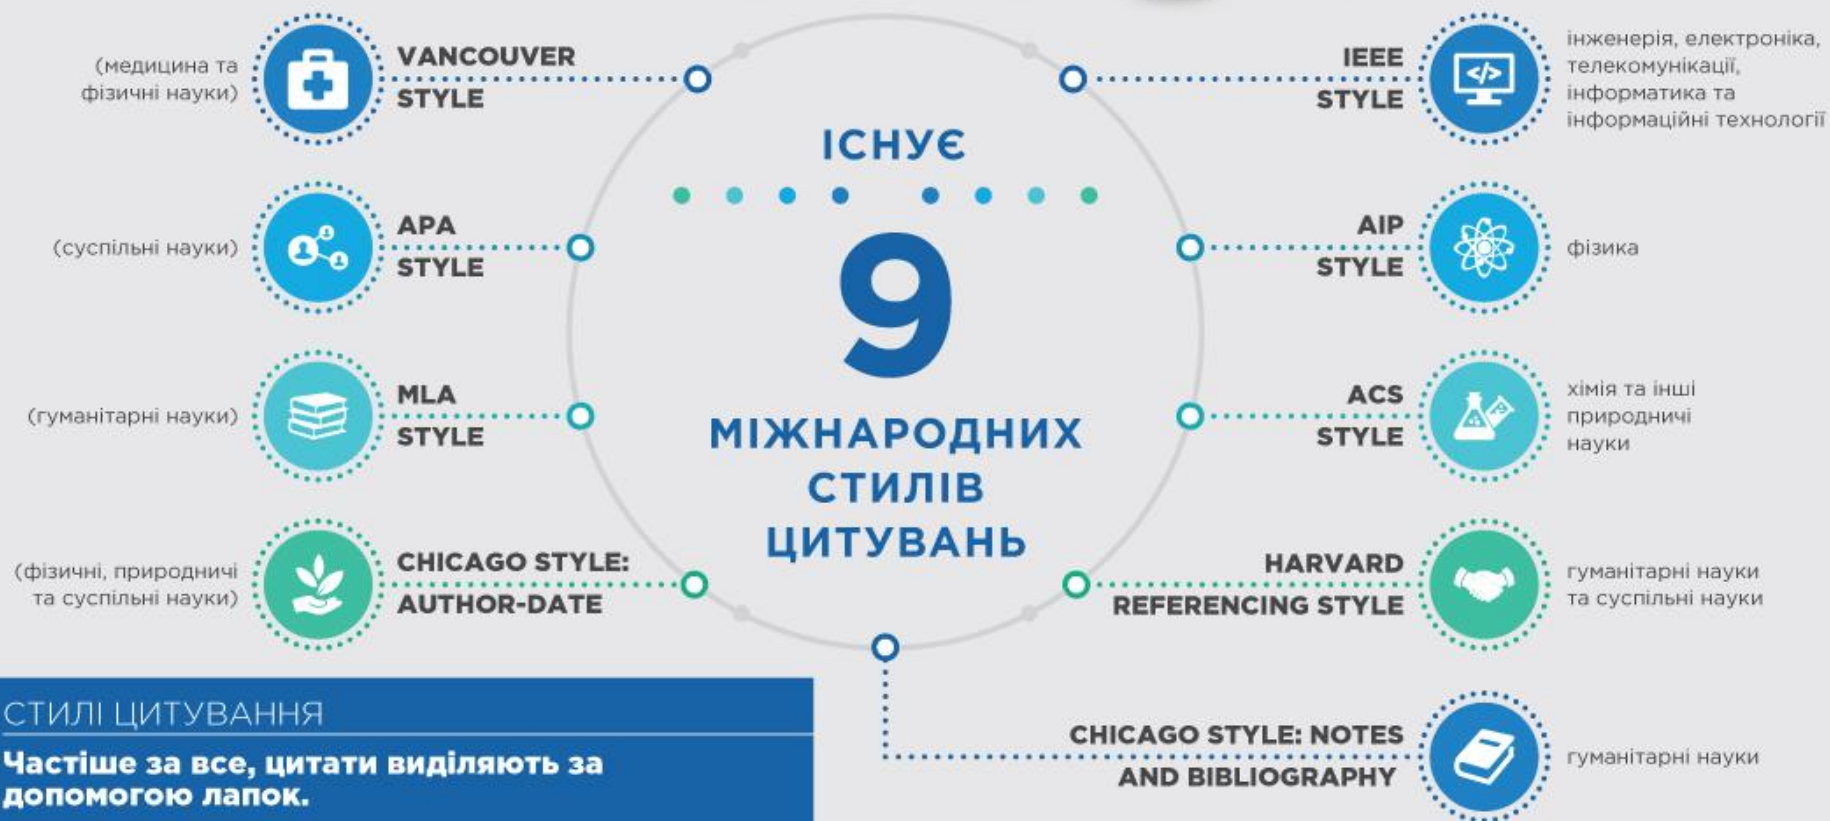 ІСНУЄ
9
МІЖНАРОДНИХ
СТИЛІВ
ЦИТУВАНЬ
(медицина та
фізичні науки)
VANCOUVER
STYLE
(суспільні науки)
APA
STYLE
(гуманітарні науки)
MLA
STYLE
(фізичні, природничі
та суспільні науки)
CHICAGO STYLE:
AUTHOR-DATE
IEEE
STYLE
</>
інженерія, електроніка,
телекомунікації,
інформатика та
інформаційні технології
AIP
STYLE
фізика
ACS
STYLE
хімія та інші
природничі
науки
HARVARD
REFERENCING STYLE
гуманітарні науки
та суспільні науки
CHICAGO STYLE: NOTES
AND BIBLIOGRAPHY
гуманітарні науки
СТИЛІ ЦИТУВАННЯ
Частіше за все, цитати виділяють за
допомогою лапок.